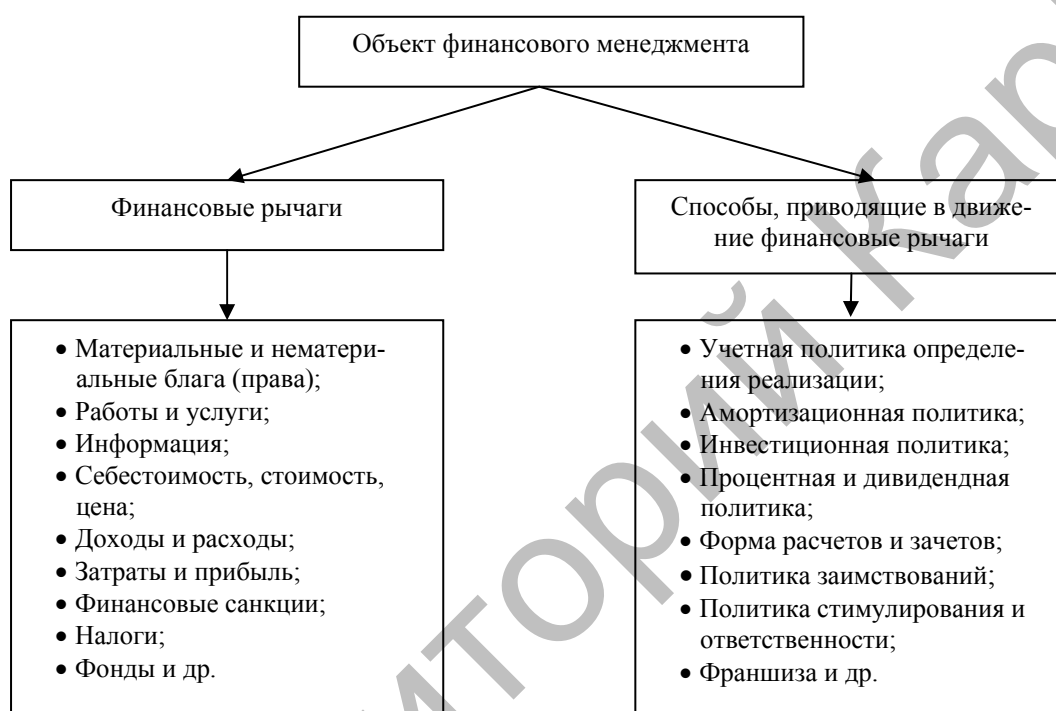 Объект финансового менеджмента
Финансовые рычаги
Способы, приводящие в движе-
ние финансовые рычаги
• Материальные и нематери-
альные блага (права);
• Работы и услуги;
• Информация;
• Себестоимость, стоимость,
цена;
• Доходы и расходы;
• Затраты и прибыль;
• Финансовые санкции;
• Налоги;
• Фонды и др.
• Учетная политика определе-
ния реализации;
• Амортизационная политика;
• Инвестиционная политика;
• Процентная и дивидендная
политика;
• Форма расчетов и зачетов;
• Политика заимствований;
• Политика стимулирования и
ответственности;
• Франшиза и др.